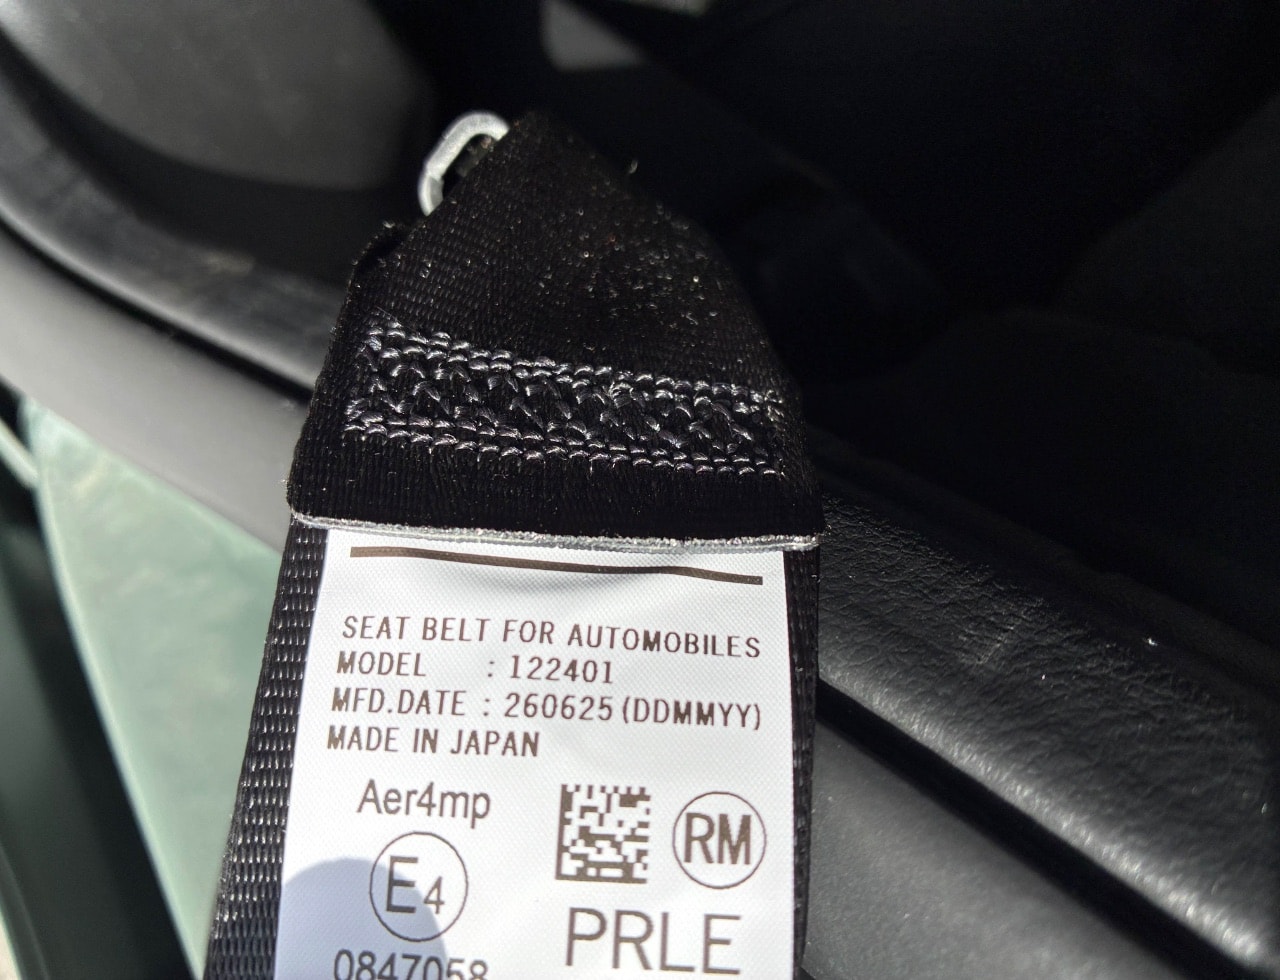 SEAT BELT FOR AUTOMOBILES
MODEL : 122401
MFD.DATE : 260625 (DDMMYY)
MADE IN JAPAN
Aer4mp
RM
E4
PRLE
0847058